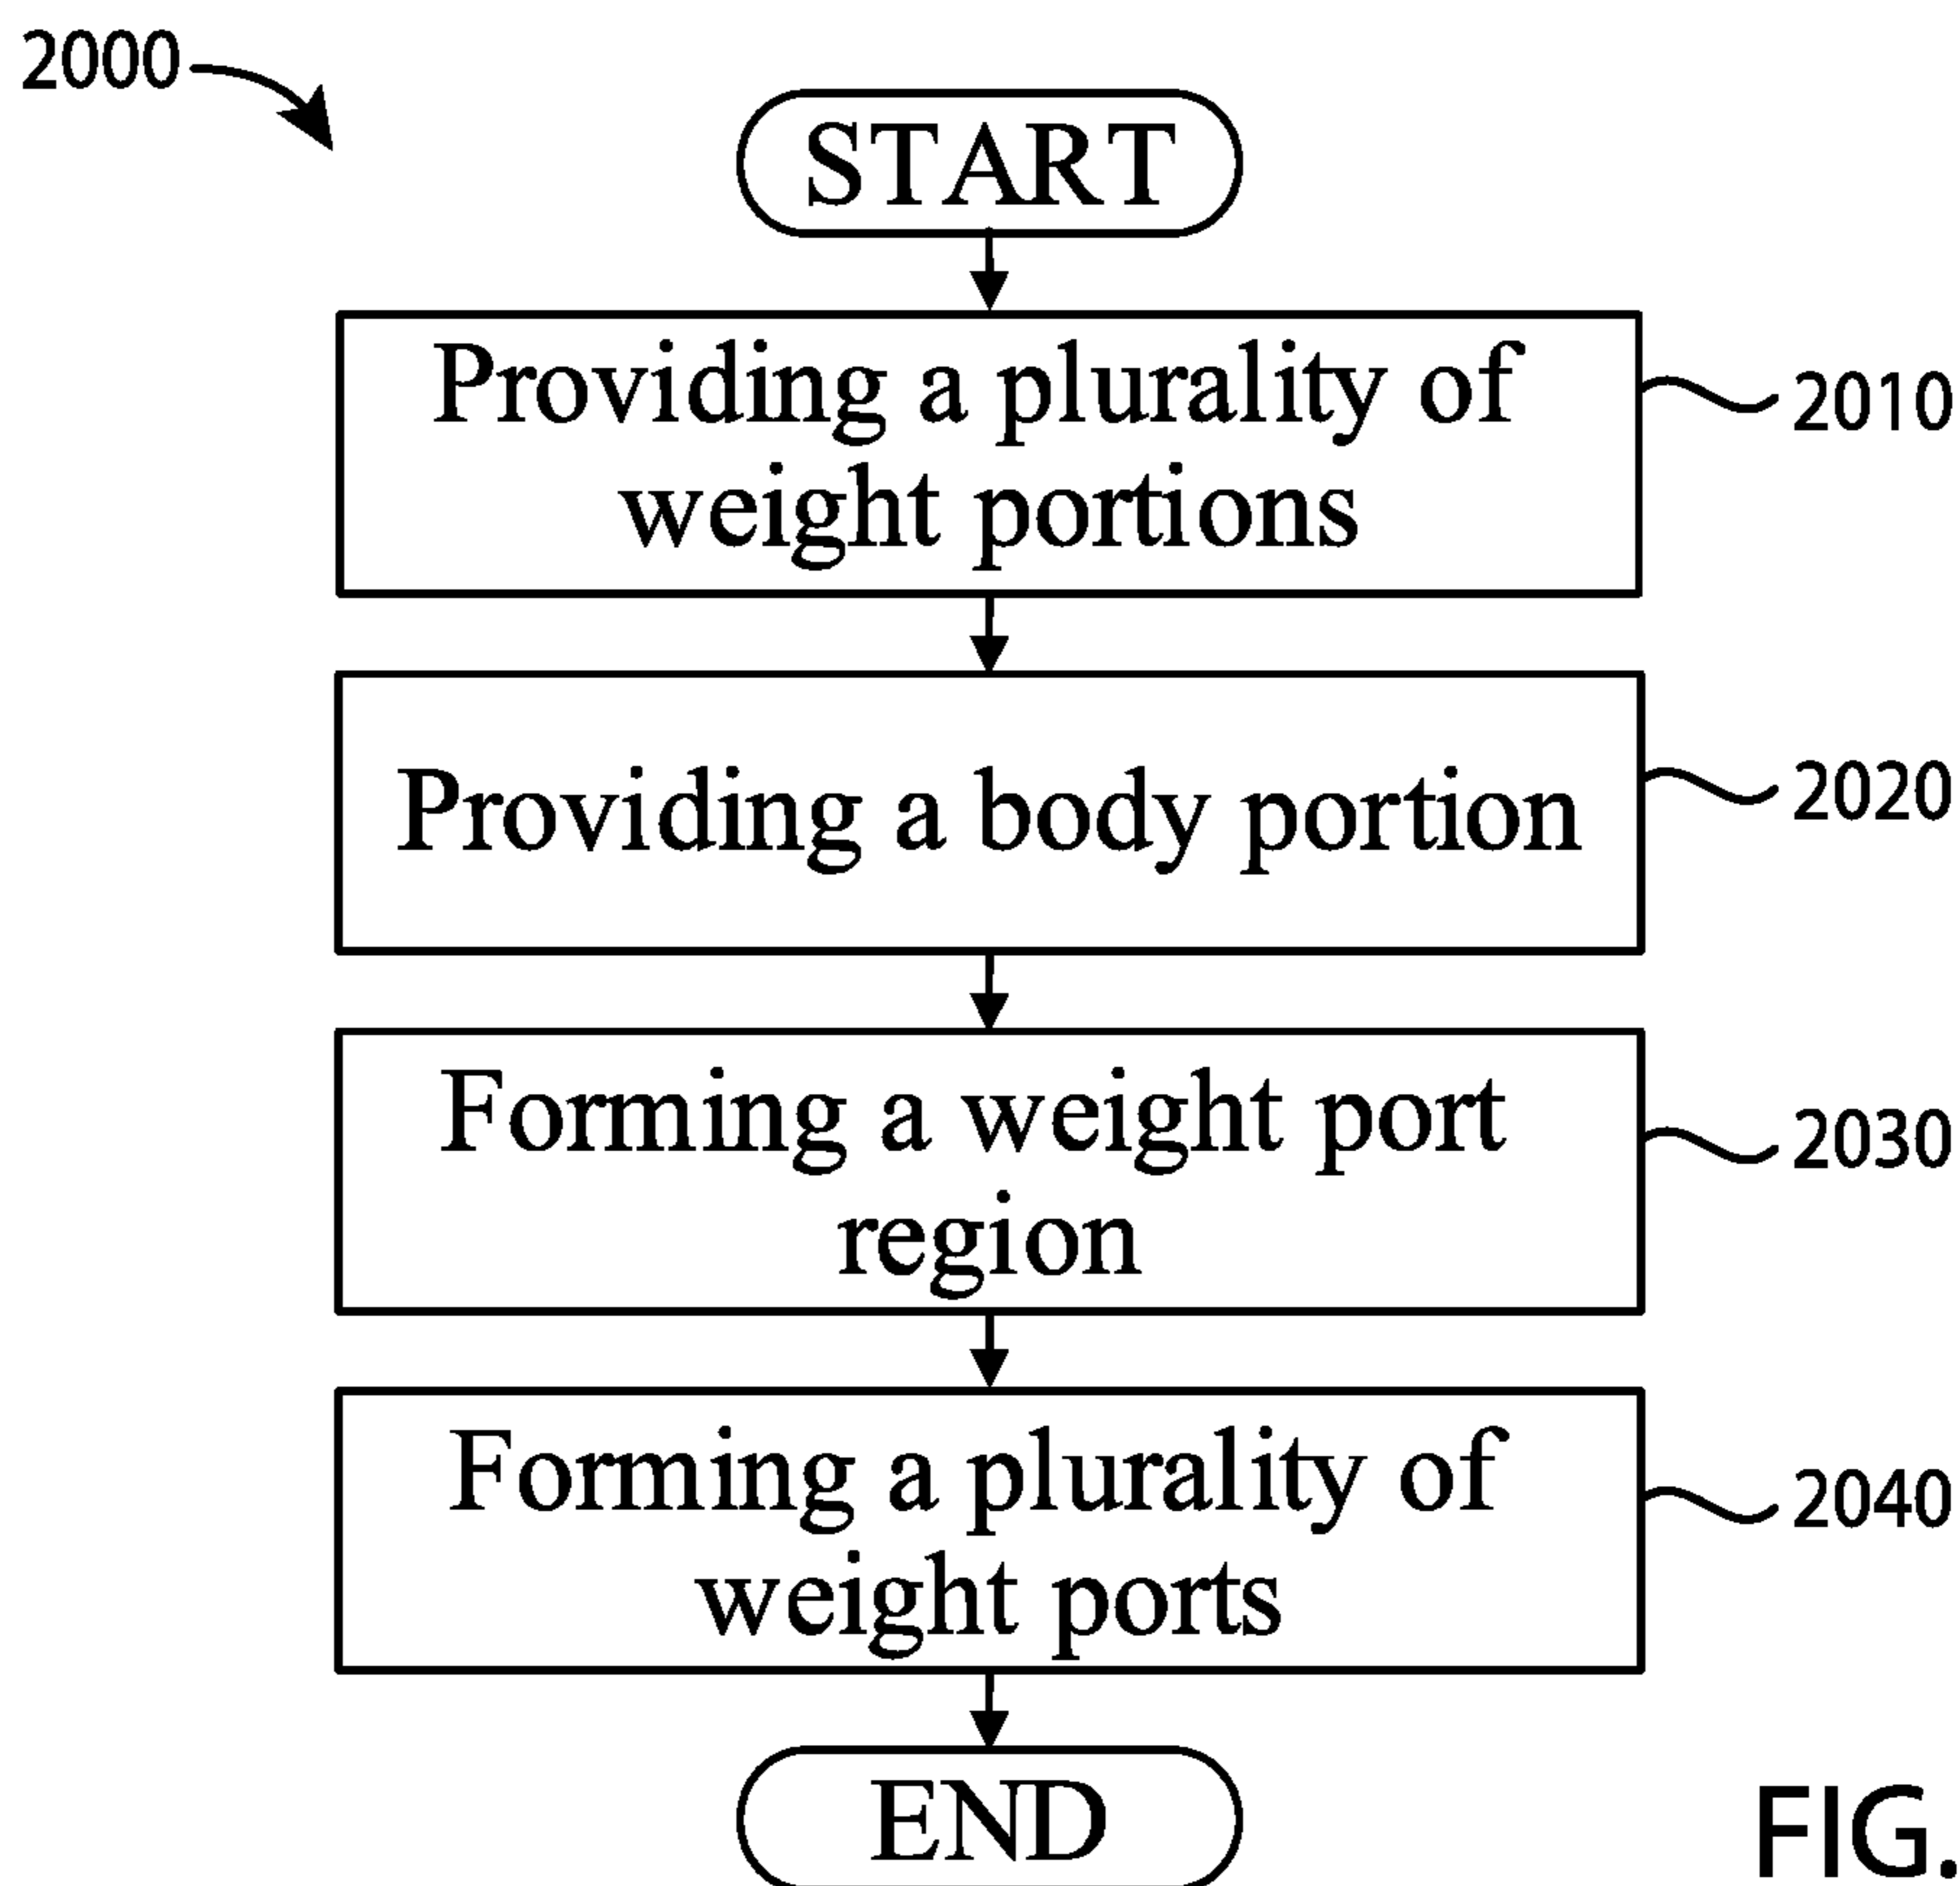 2000
START
Providing a plurality of
weight portions
2010
Providing a body portion
2020
Forming a weight port
region
2030
Forming a plurality of
weight ports
2040
END
FIG.